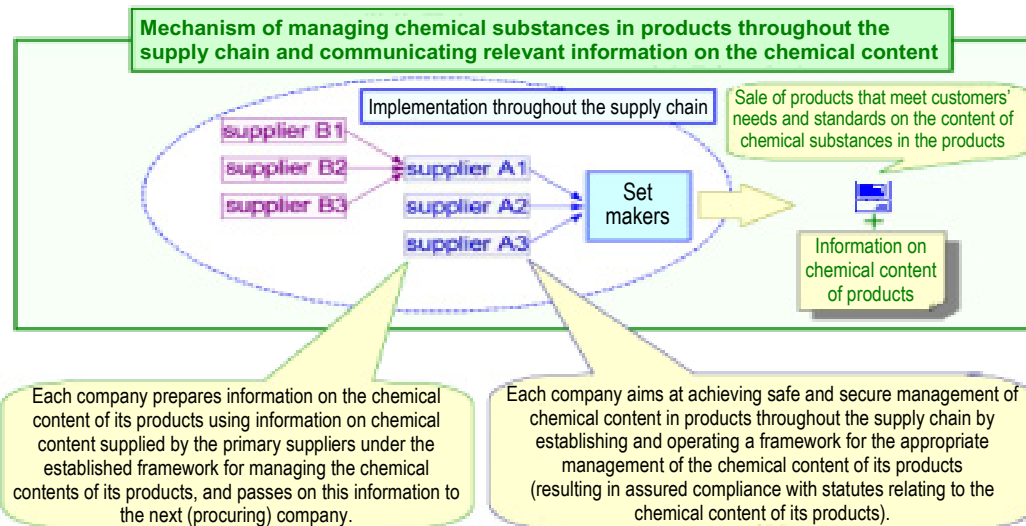 Mechanism of managing chemical substances in products throughout the
supply chain and communicating relevant information on the chemical content
Implementation throughout the supply chain
Sale of products that meet customers'
needs and standards on the content of
chemical substances in the products
supplier B1
supplier B2
supplier B3
supplier A1
supplier A2
supplier A3
Set
makers
+
Information on
chemical content
of products
Each company prepares information on the chemical
content of its products using information on chemical
content supplied by the primary suppliers under the
established framework for managing the chemical
contents of its products, and passes on this information to
the next (procuring) company.
Each company aims at achieving safe and secure management of
chemical content in products throughout the supply chain by
establishing and operating a framework for the appropriate
management of the chemical content of its products
(resulting in assured compliance with statutes relating to the
chemical content of its products).